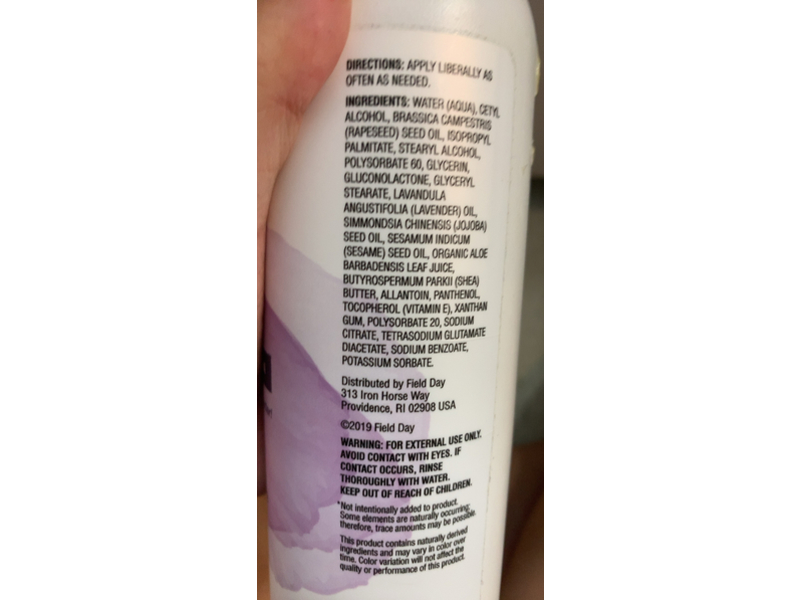 DIRECTIONS: APPLY LIBERALLY AS
OFTEN AS NEEDED.
INGREDIENTS: WATER (AQUA), CETYL
ALCOHOL, BRASSICA CAMPESTRIS
(RAPESEED) SEED OIL, ISOPROPYL
PALMITATE, STEARYL ALCOHOL,
POLYSORBATE 60, GLYCERIN,
GLUCONOLACTONE, GLYCERYL
STEARATE, LAVANDULA
ANGUSTIFOLIA (LAVENDER) OIL,
SIMMONDSIA CHINENSIS (JOJOBA)
SEED OIL, SESAMUM INDICUM
(SESAME) SEED OIL, ORGANIC ALOE
BARBADENSIS LEAF JUICE,
BUTYROSPERMUM PARKII (SHEA)
BUTTER, ALLANTOIN, PANTHENOL,
TOCOPHEROL (VITAMIN E), XANTHAN
GUM, POLYSORBATE 20, SODIUM
CITRATE, TETRASODIUM GLUTAMATE
DIACETATE, SODIUM BENZOATE,
POTASSIUM SORBATE.
Distributed by Field Day
313 Iron Horse Way
Providence, RI 02908 USA
©2019 Field Day
WARNING: FOR EXTERNAL USE ONLY.
AVOID CONTACT WITH EYES. IF
CONTACT OCCURS, RINSE
THOROUGHLY WITH WATER.
KEEP OUT OF REACH OF CHILDREN.
*Not intentionally added to product.
Some elements are naturally occurring;
therefore, trace amounts may be possible.
This product contains naturally derived
ingredients and may vary in color over
time. Color variation will not affect the
quality or performance of this product.